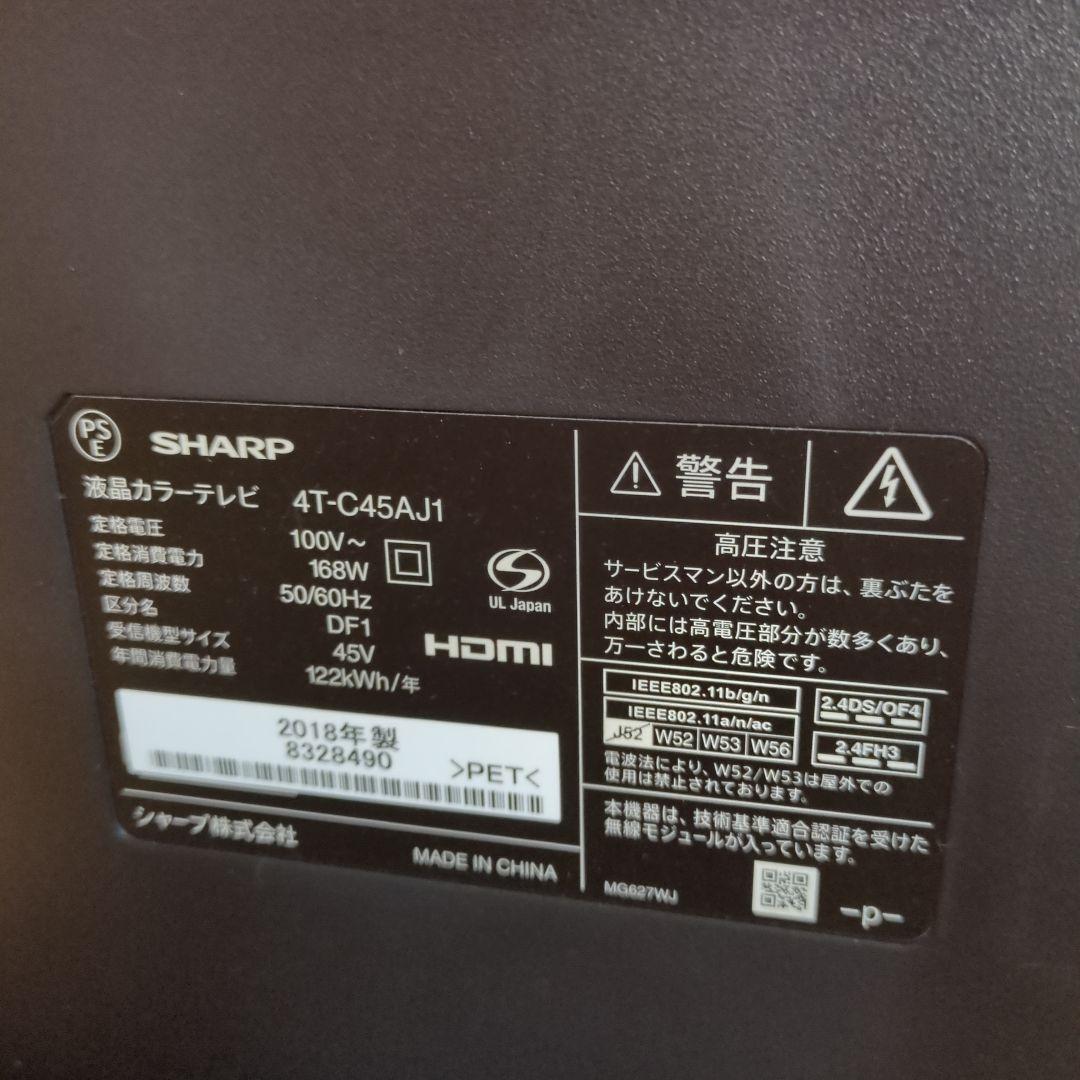 PS
E
SHARP
液晶カラーテレビ 4T-C45AJ1
定格電圧 100V～
定格消費電力 168W
定格周波数 50/60Hz
区分名 DF1
受信機型サイズ 45V
年間消費電力量 122kWh/年
UL Japan
HDMI
2018年 製
8328490
>PET<
シャープ株式会社
MADE IN CHINA
警告
高圧注意
サービスマン以外の方は、裏ぶたを
あけないでください。
内部には高電圧部分が数多くあり、
万一さわると危険です。
IEEE802.11b/g/n
IEEE802.11a/n/ac
J52 W52 W53 W56
2.4DS/OF4
2.4FH3
電波法により、W52/W53は屋外での
使用は禁止されております。
本機器は、技術基準適合認証を受けた
無線モジュールが入っています。
MG627WJ
-p-